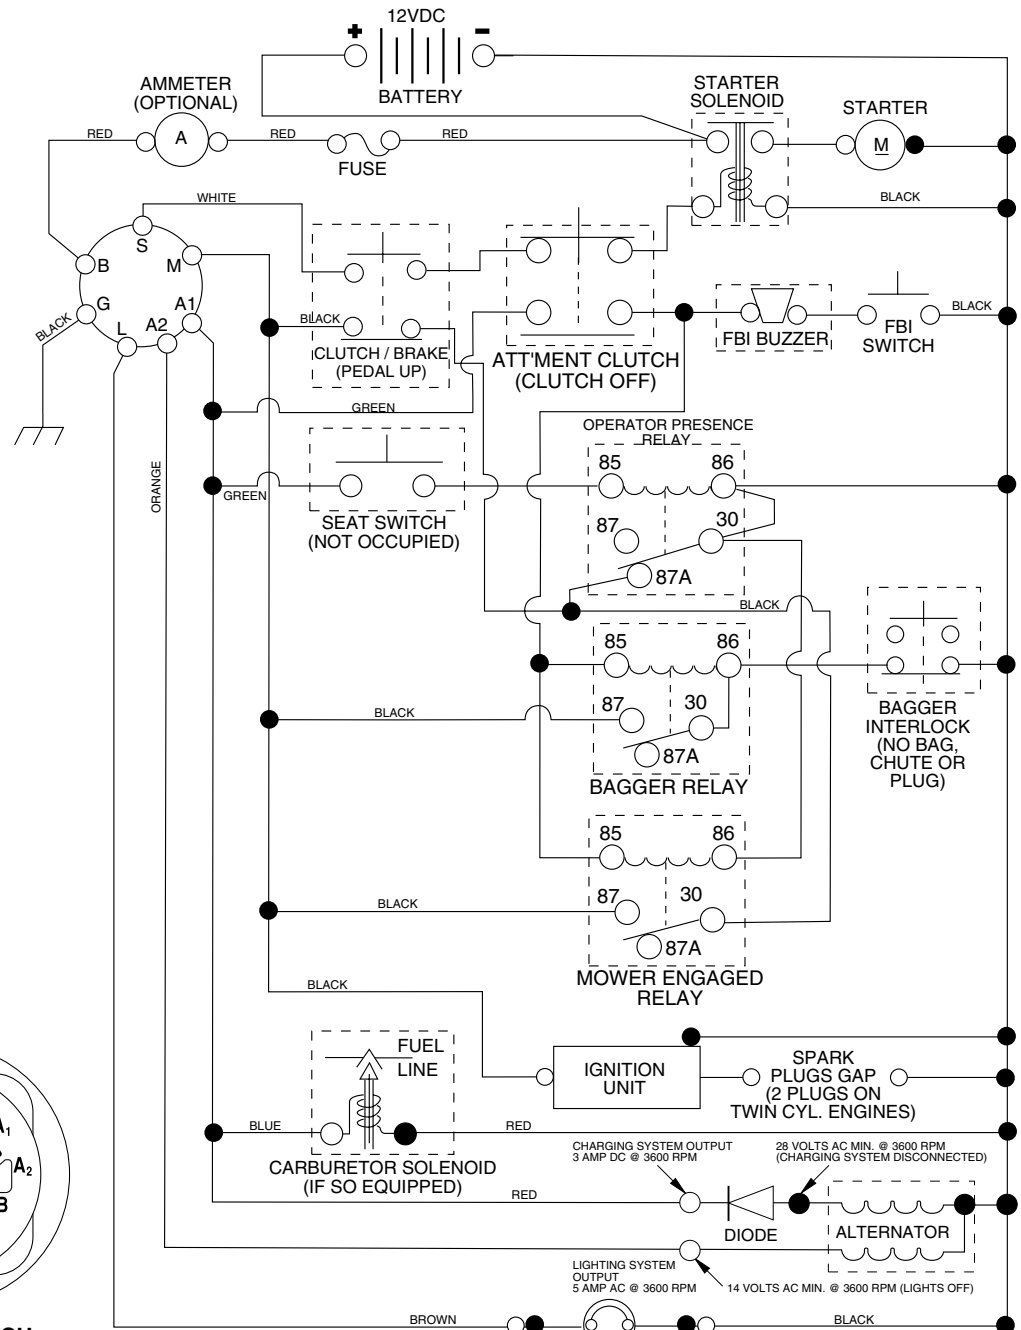 12VDC
+
-
BATTERY
AMMETER
(OPTIONAL)
STARTER
SOLENOID
STARTER
RED
A
RED
FUSE
RED
M
WHITE
BLACK
S
B
M
G
A1
L
A2
BLACK
BLACK
CLUTCH / BRAKE
(PEDAL UP)
ATT'MENT CLUTCH
(CLUTCH OFF)
FBI BUZZER
FBI
SWITCH
BLACK
GREEN
OPERATOR PRESENCE
RELAY
85
86
ORANGE
GREEN
SEAT SWITCH
(NOT OCCUPIED)
87
30
87A
BLACK
85
86
BLACK
87
30
87A
BAGGER RELAY
BAGGER
INTERLOCK
(NO BAG,
CHUTE OR
PLUG)
85
86
BLACK
87
30
87A
MOWER ENGAGED
RELAY
BLACK
FUEL
LINE
IGNITION
UNIT
SPARK
PLUGS GAP
(2 PLUGS ON
TWIN CYL. ENGINES)
BLUE
RED
CARBURETOR SOLENOID
(IF SO EQUIPPED)
CHARGING SYSTEM OUTPUT
3 AMP DC @ 3600 RPM
28 VOLTS AC MIN. @ 3600 RPM
(CHARGING SYSTEM DISCONNECTED)
RED
DIODE
ALTERNATOR
LIGHTING SYSTEM
OUTPUT
5 AMP AC @ 3600 RPM
14 VOLTS AC MIN. @ 3600 RPM (LIGHTS OFF)
BROWN
BLACK
A1
A2
B